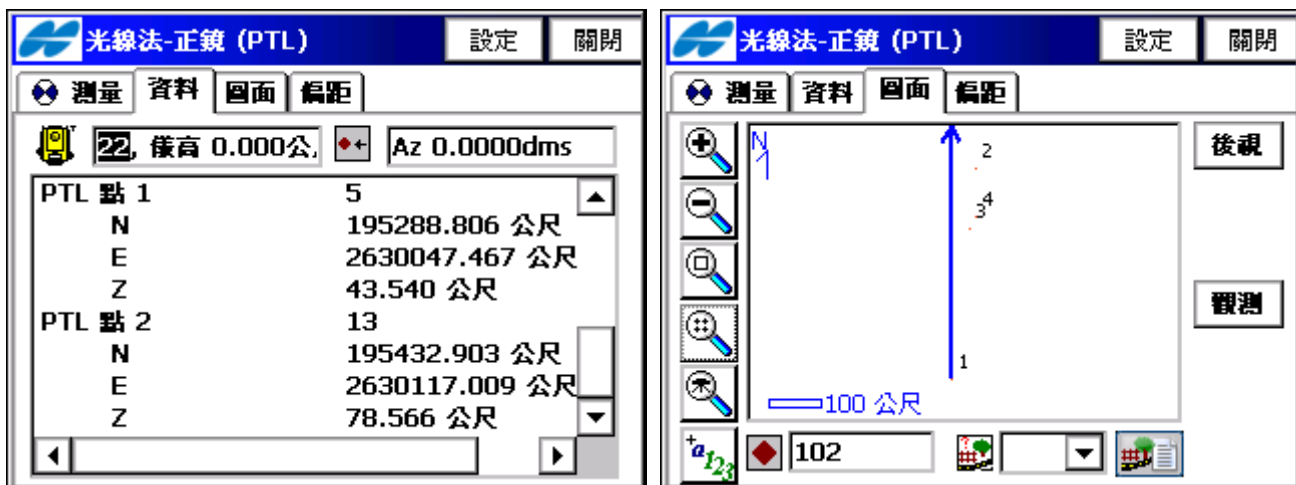 光線法-正鏡 (PTL)
設定
關閉
測量
資料
圖面
偏距
22, 儀高 0.000公.
Az 0.0000dms
PTL 點 1 5
N 195288.806 公尺
E 2630047.467 公尺
Z 43.540 公尺
PTL 點 2 13
N 195432.903 公尺
E 2630117.009 公尺
Z 78.566 公尺
光線法-正鏡 (PTL)
設定
關閉
測量
資料
圖面
偏距
N
2
4
3
1
100 公尺
後視
觀測
+a123
102